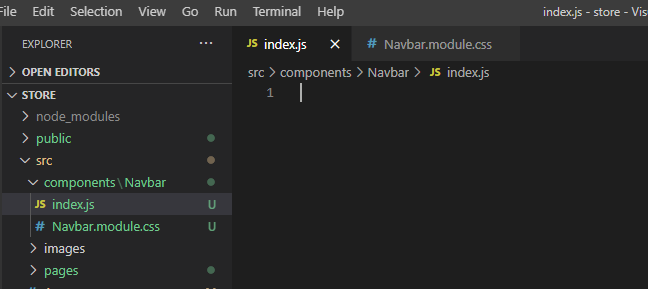 Edit Selection View Go Run Terminal Help index.js - store - Vis
EXPLORER ···
index.js
Navbar.module.css
OPEN EDITORS
src > components > Navbar > JS index.js
STORE
1
node_modules
public
src
components\Navbar
JS index.js U
# Navbar.module.css U
images
pages